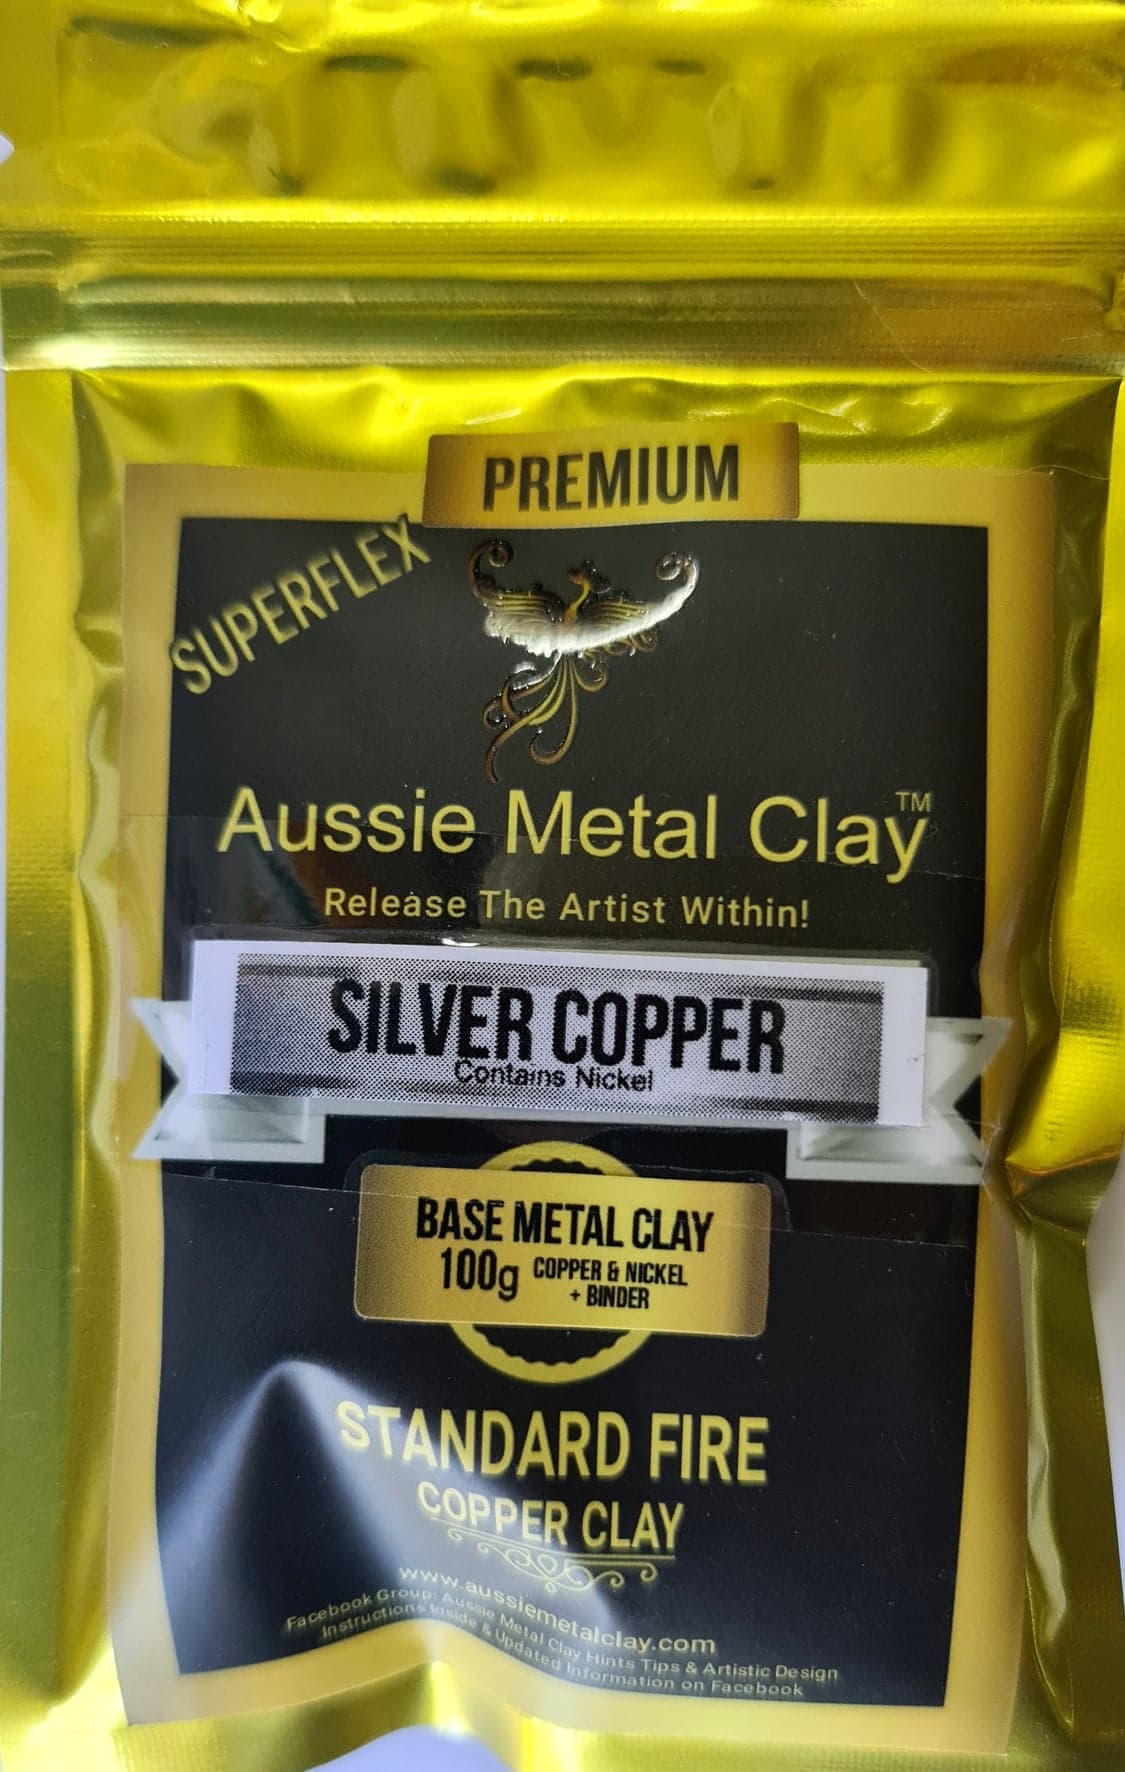 PREMIUM
SUPERFLEX
Aussie Metal Clay™
Release The Artist Within!
SILVER COPPER
Contains Nickel
BASE METAL CLAY
100g COPPER & NICKEL
+ BINDER
STANDARD FIRE
COPPER CLAY
www.aussiemetalclay.com
Facebook Group: Aussie Metal Clay Hints Tips & Artistic Design
Instructions Inside & Updated Information on Facebook